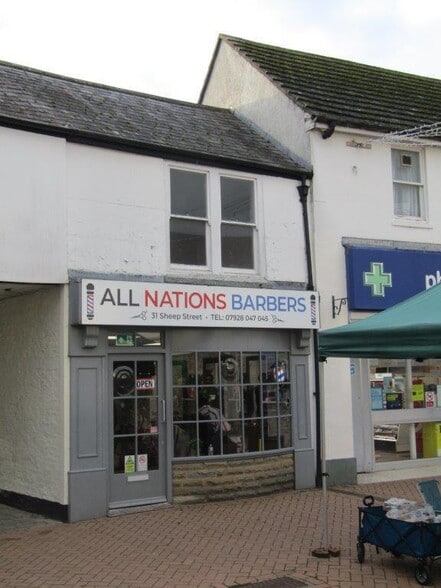 ALL NATIONS BARBERS
31 Sheep Street • TEL: 07928 047 045
ph
OPEN